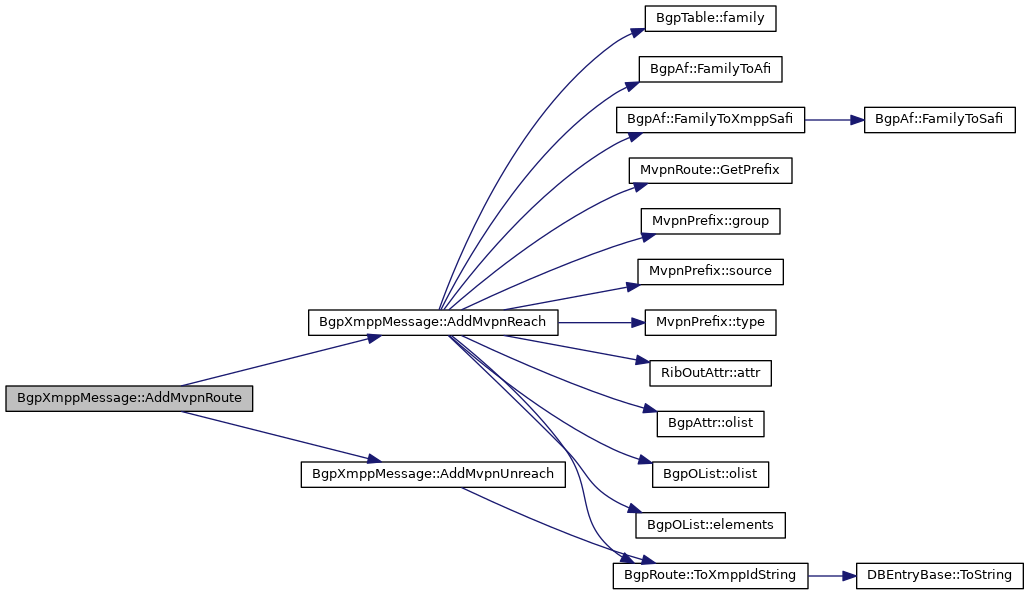 BgpTable::family
BgpAf::FamilyToAfi
BgpAf::FamilyToXmppSafi
BgpAf::FamilyToSafi
MvpnRoute::GetPrefix
MvpnPrefix::group
MvpnPrefix::source
BgpXmppMessage::AddMvpnReach
MvpnPrefix::type
RibOutAttr::attr
BgpXmppMessage::AddMvpnRoute
BgpAttr::olist
BgpXmppMessage::AddMvpnUnreach
BgpOList::olist
BgpOList::elements
BgpRoute::ToXmppIdString
DBEntryBase::ToString